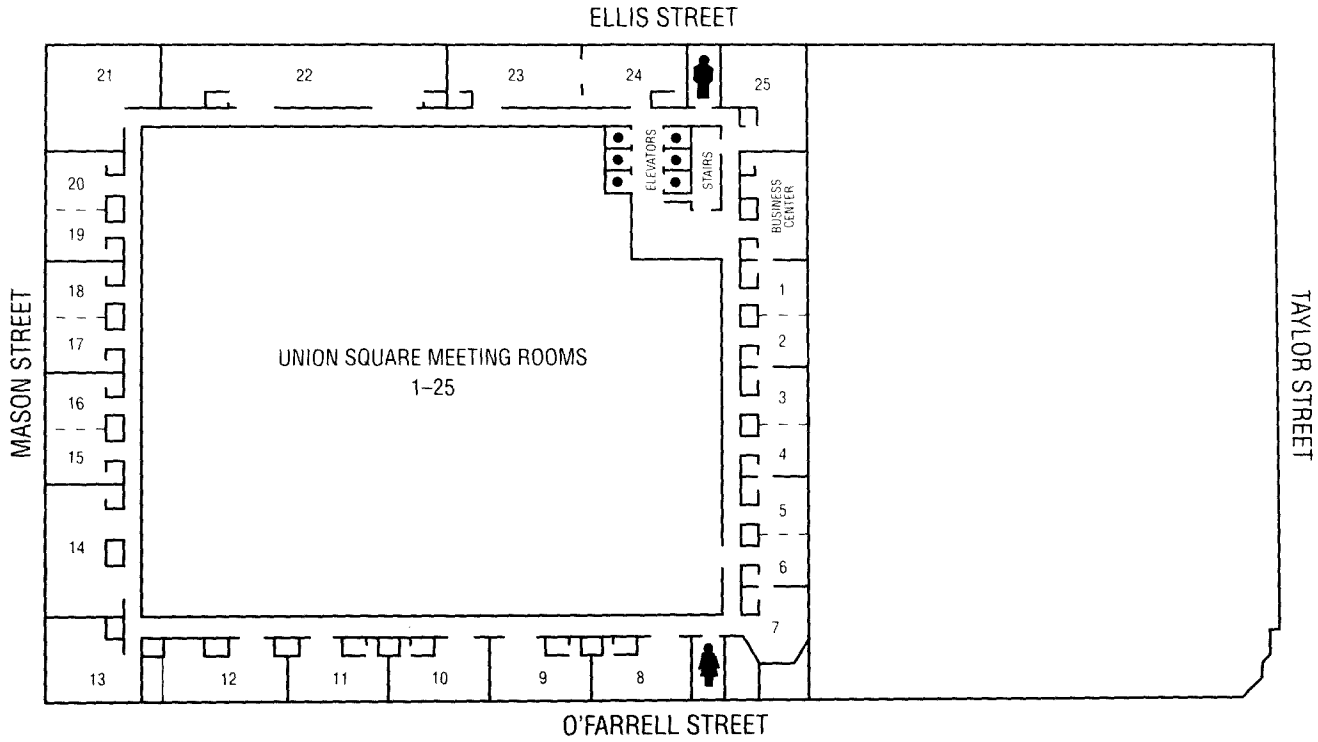 ELLIS STREET
21
22
23
24
25
ELEVATORS
STAIRS
BUSINESS
CENTER
20
19
18
17
16
15
14
13
MASON STREET
UNION SQUARE MEETING ROOMS
1–25
1
2
3
4
5
6
7
TAYLOR STREET
12
11
10
9
8
O'FARRELL STREET